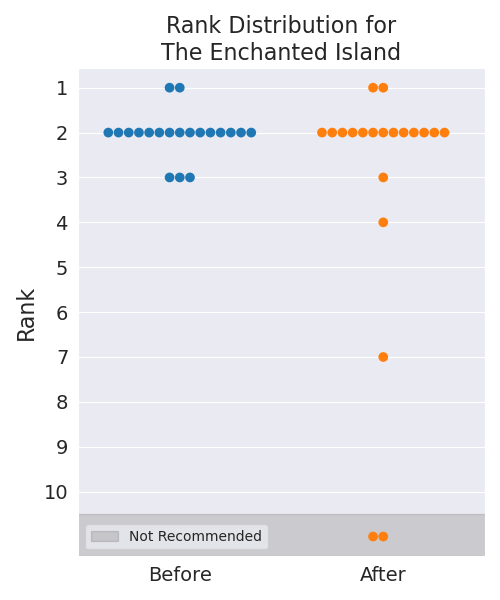 Rank Distribution for
The Enchanted Island
1
2
3
4
5
6
7
8
9
10
Rank
Not Recommended
Before
After